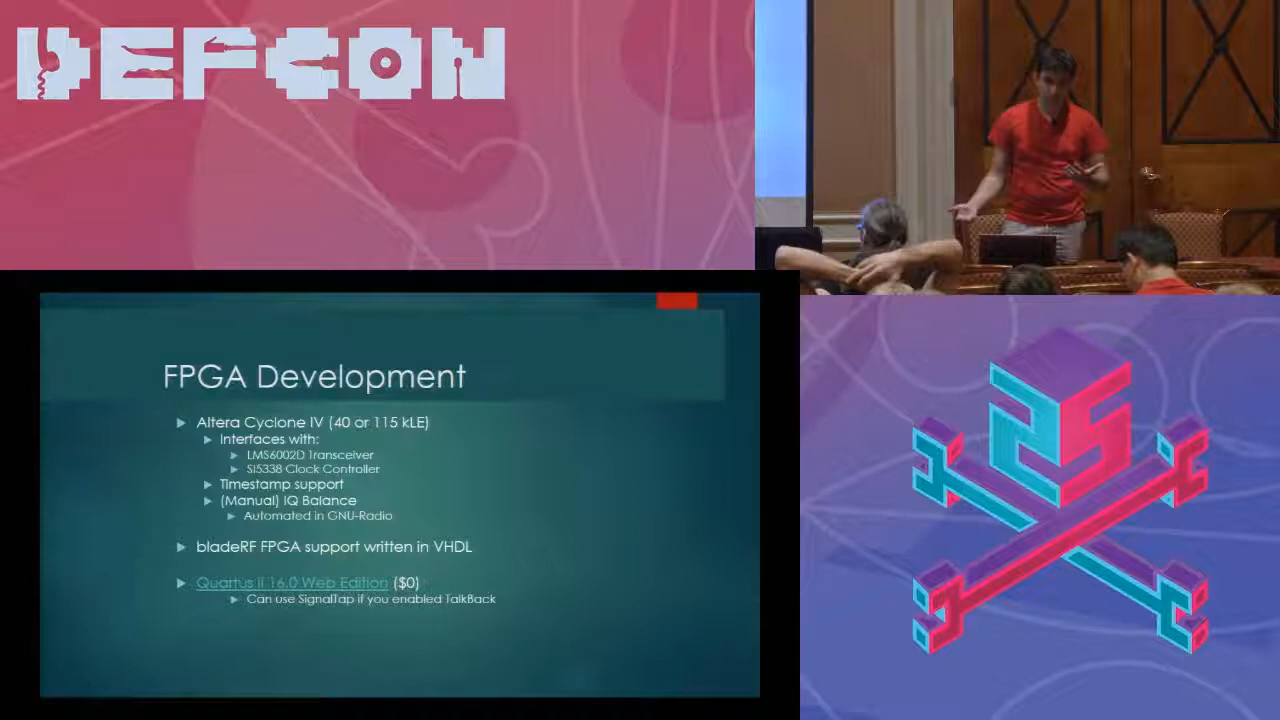 DEFCON
FPGA Development
Altera Cyclone IV (40 or 115 kLE)
Interfaces with:
LMS6002D Transceiver
Si5338 Clock Controller
Timestamp support
(Manual) IQ Balance
Automated in GNU-Radio
bladeRF FPGA support written in VHDL
Quartus II 16.0 Web Edition ($0)
Can use SignalTap if you enabled TalkBack
25